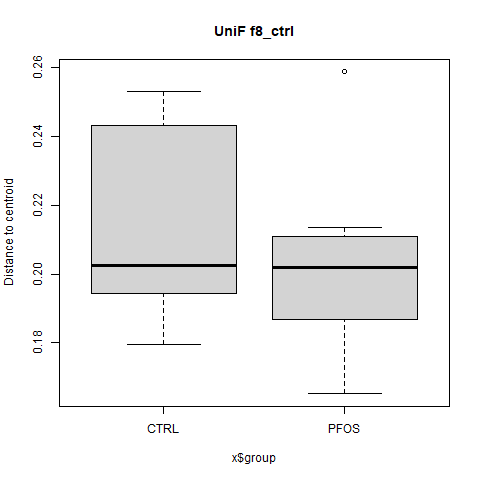 UniF f8_ctrl
Distance to centroid
0.26
0.24
0.22
0.20
0.18
CTRL
PFOS
x$group